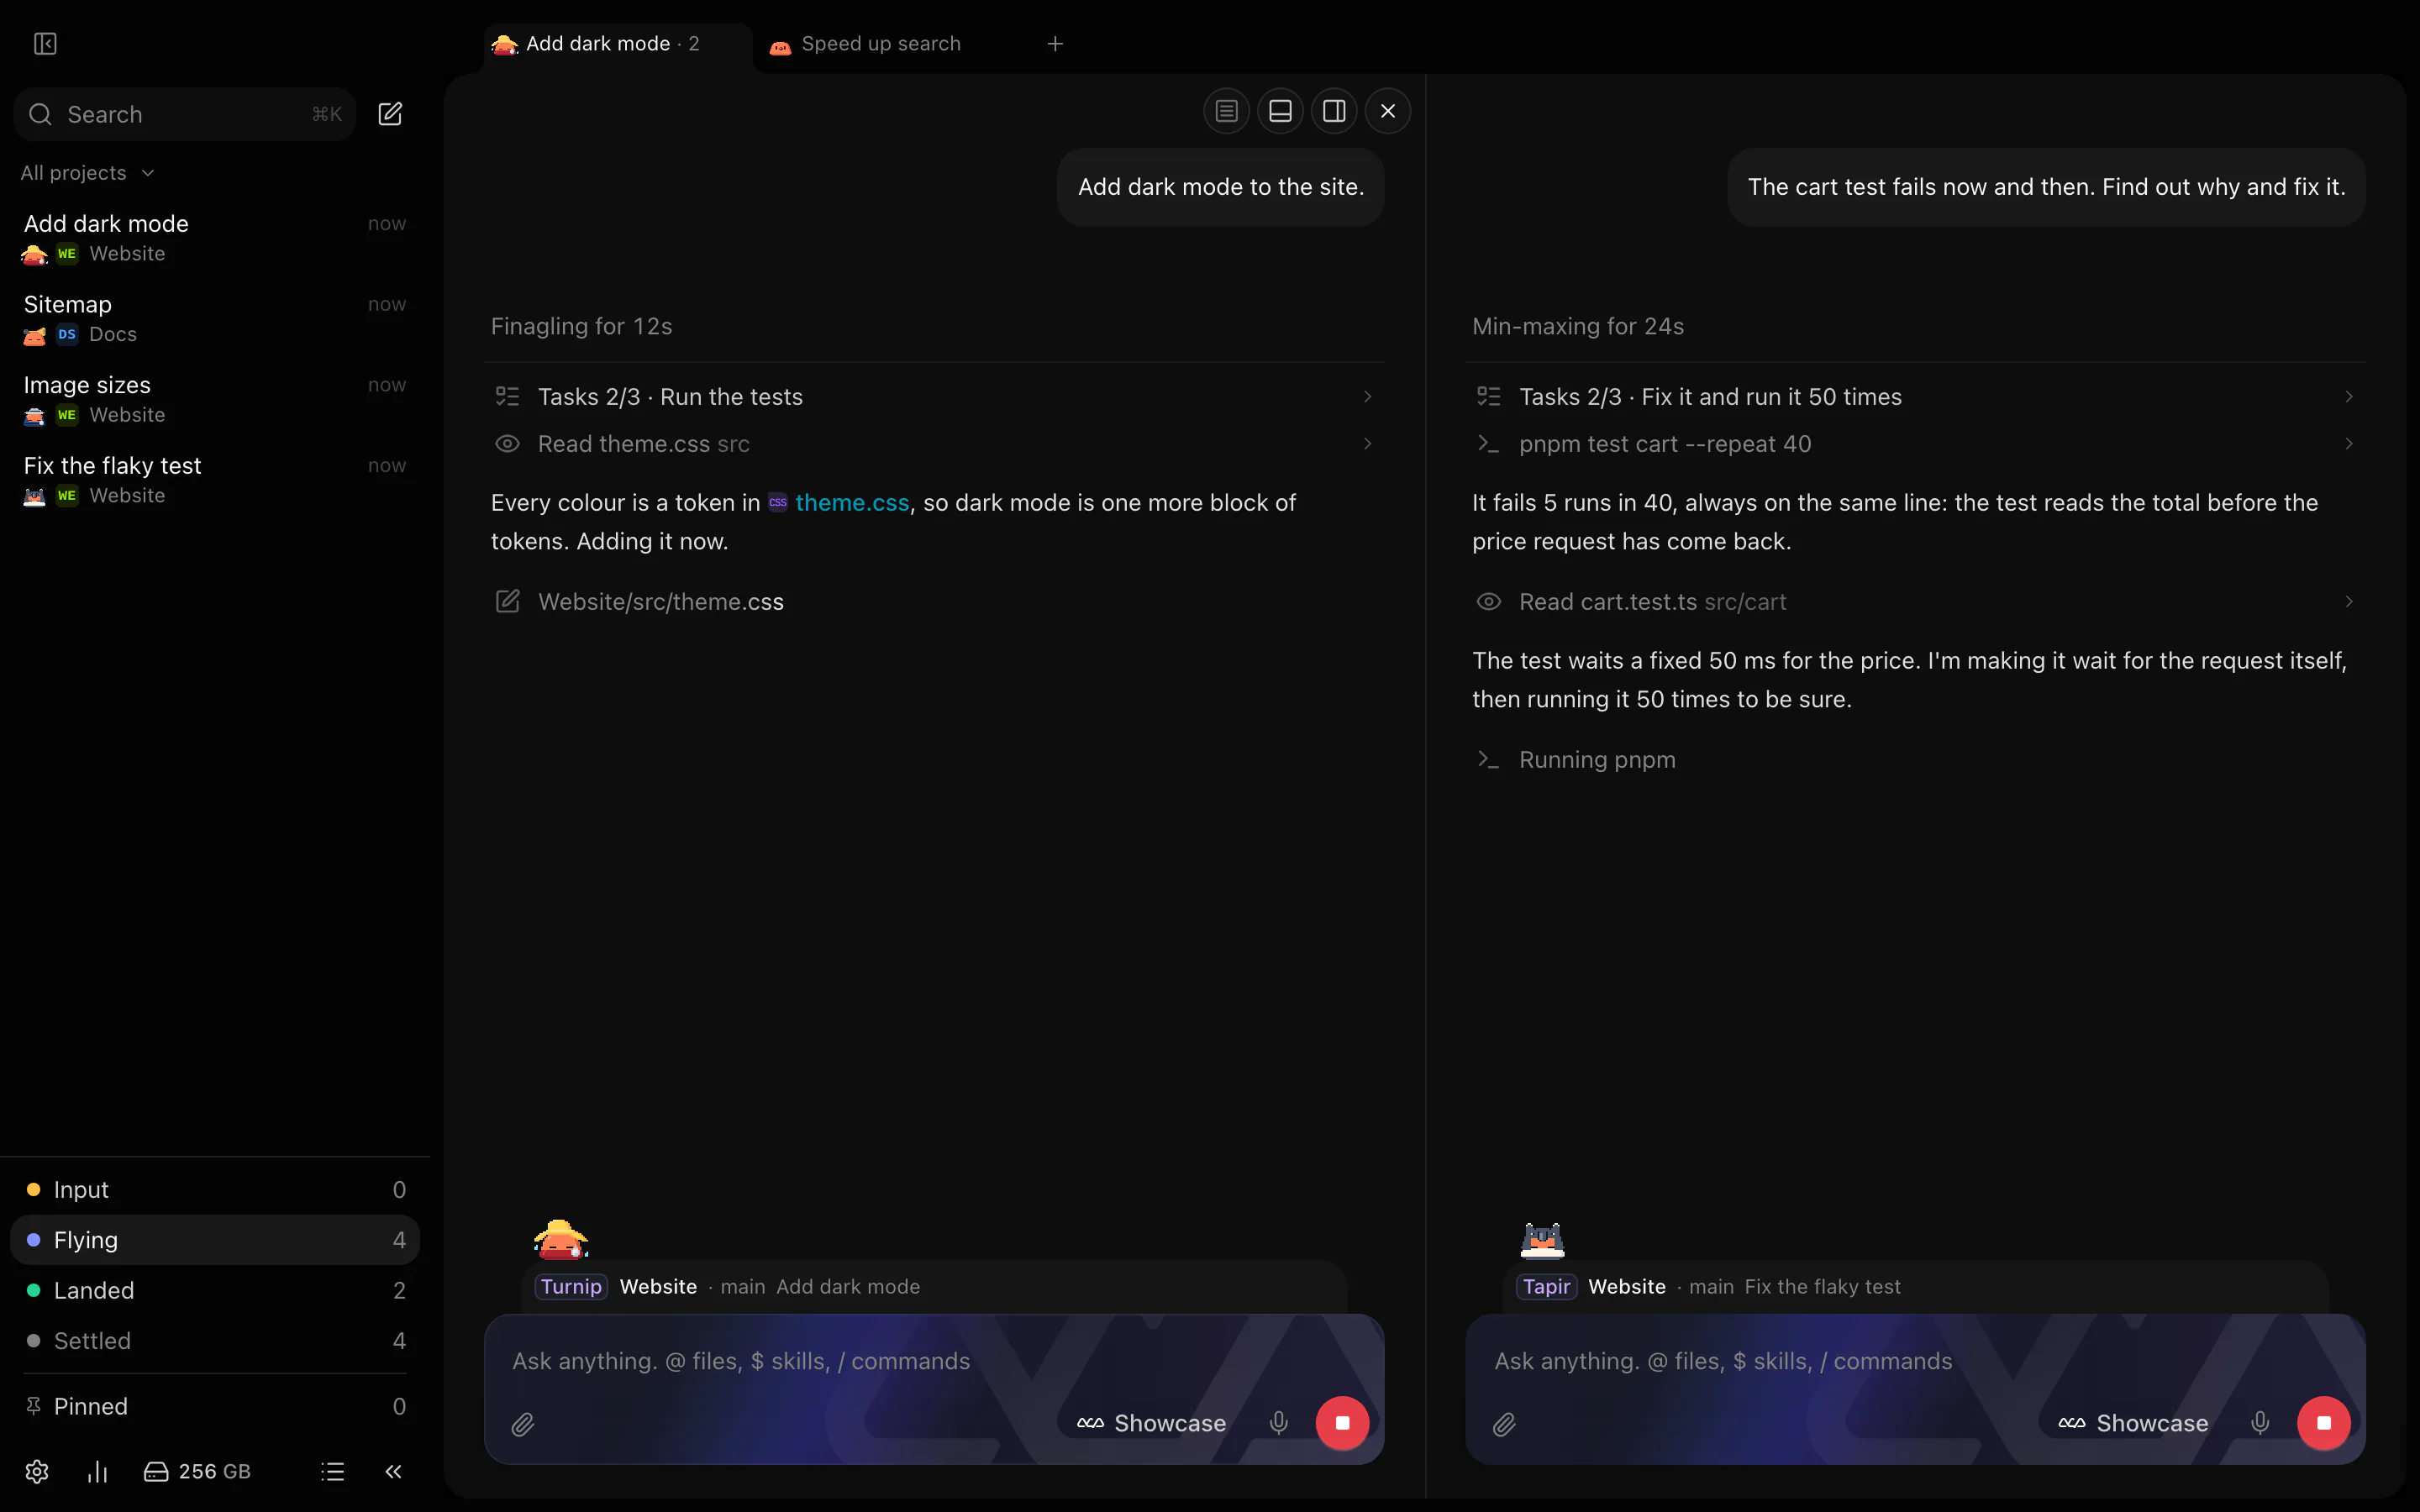 Add dark mode · 2
Speed up search
Search ⌘K
All projects
Add dark mode now
WE Website
Sitemap now
DS Docs
Image sizes now
WE Website
Fix the flaky test now
WE Website
Input 0
Flying 4
Landed 2
Settled 4
Pinned 0
256 GB
Add dark mode to the site.
Finagling for 12s
Tasks 2/3 · Run the tests
Read theme.css src
Every colour is a token in CSS theme.css, so dark mode is one more block of
tokens. Adding it now.
Website/src/theme.css
Turnip Website · main Add dark mode
Ask anything. @ files, $ skills, / commands
Showcase
The cart test fails now and then. Find out why and fix it.
Min-maxing for 24s
Tasks 2/3 · Fix it and run it 50 times
pnpm test cart --repeat 40
It fails 5 runs in 40, always on the same line: the test reads the total before the
price request has come back.
Read cart.test.ts src/cart
The test waits a fixed 50 ms for the price. I'm making it wait for the request itself,
then running it 50 times to be sure.
Running pnpm
Tapir Website · main Fix the flaky test
Ask anything. @ files, $ skills, / commands
Showcase